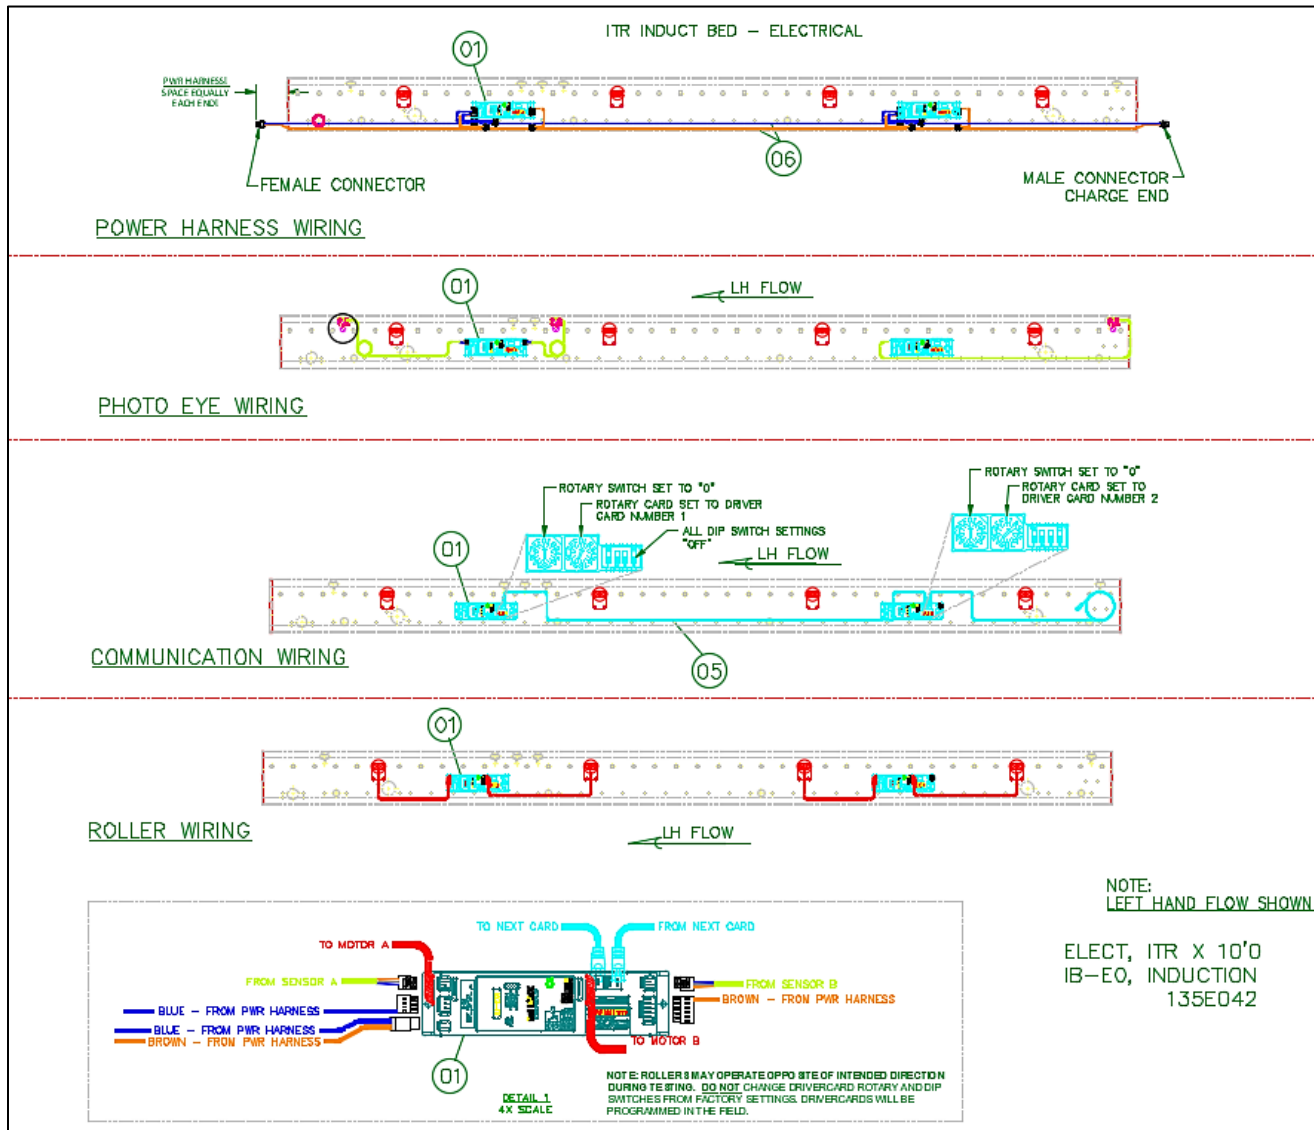 ITR INDUCT BED - ELECTRICAL
01
PWR HARNESS!
SPACE EQUALLY
EACH END!
06
FEMALE CONNECTOR
MALE CONNECTOR
CHARGE END
POWER HARNESS WIRING
01
LH FLOW
PHOTO EYE WIRING
ROTARY SWITCH SET TO "0"
ROTARY CARD SET TO DRIVER
CARD NUMBER 1
ALL DIP SWITCH SETTINGS
"OFF"
ROTARY SWITCH SET TO "0"
ROTARY CARD SET TO
DRIVER CARD NUMBER 2
01
LH FLOW
COMMUNICATION WIRING
05
01
ROLLER WIRING
LH FLOW
NOTE:
LEFT HAND FLOW SHOWN
ELECT, ITR X 10'0
IB-EO, INDUCTION
135E042
TO NEXT CARD
FROM NEXT CARD
TO MOTOR A
FROM SENSOR A
FROM SENSOR B
BROWN - FROM PWR HARNESS
BLUE - FROM PWR HARNESS
BLUE - FROM PWR HARNESS
BROWN - FROM PWR HARNESS
TO MOTOR B
01
DETAIL 1
4X SCALE
NOTE: ROLLERS MAY OPERATE OPPOSITE OF INTENDED DIRECTION
DURING TESTING. DO NOT CHANGE DRIVERCARD ROTARY AND DIP
SWITCHES FROM FACTORY SETTINGS. DRIVERCARDS WILL BE
PROGRAMMED IN THE FIELD.